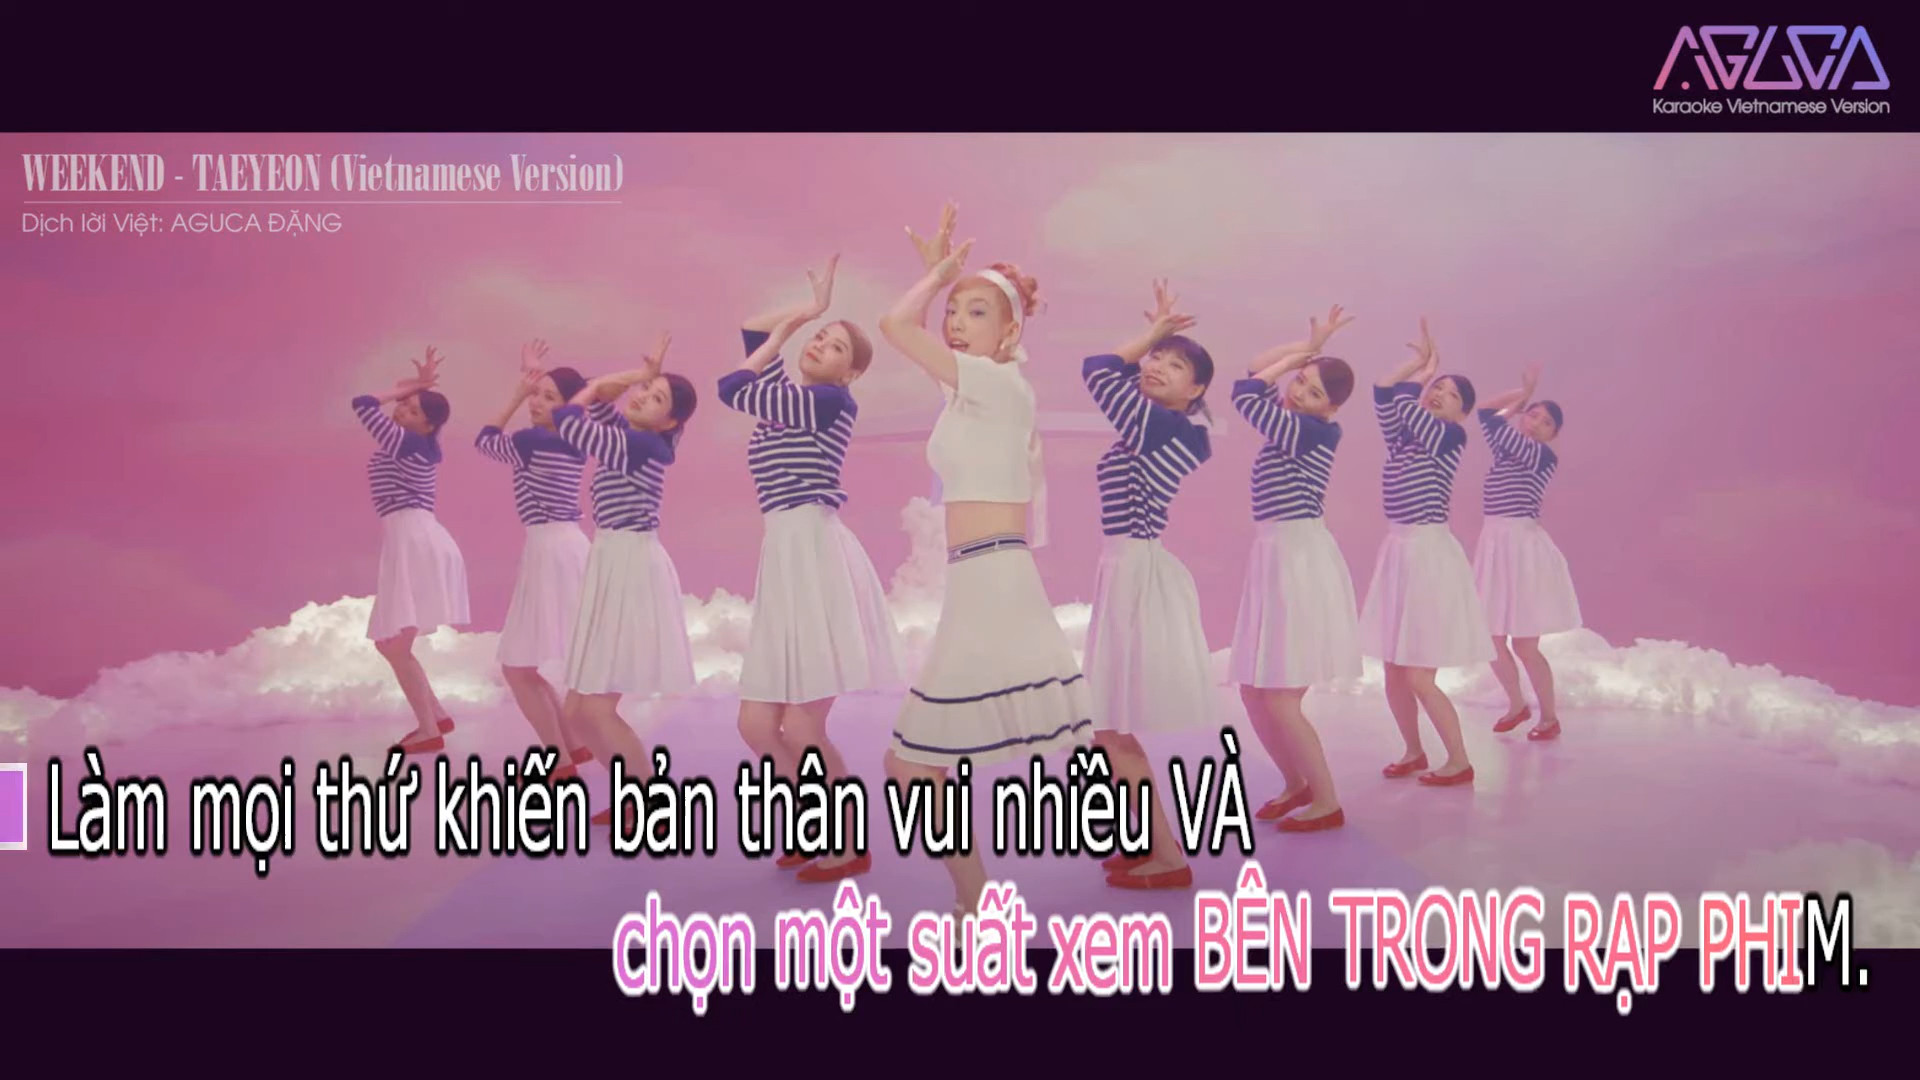 AGUCA
Karaoke Vietnamese Version
WEEKEND - TAEYEON (Vietnamese Version)
Dịch lời Việt: AGUCA ĐẶNG
Làm mọi thứ khiến bản thân vui nhiều VÀ
chọn một suất xem BÊN TRONG RẠP PHIM.